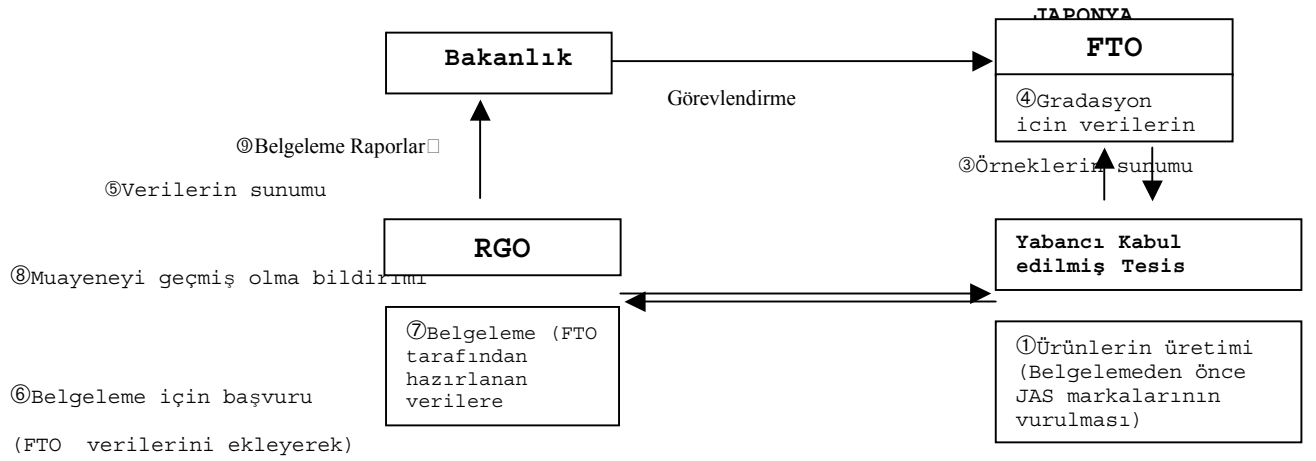 JAPONYA
Bakanlık
FTO
Görevlendirme
④Gradasyon
icin verilerin
⑨Belgeleme Raporlar□
③Örneklerin sunumu
⑤Verilerin sunumu
RGO
Yabancı Kabul
edilmiş Tesis
⑧Muayeneyi geçmiş olma bildirimi
⑦Belgeleme (FTO
tarafından
hazırlanan
verilere
①Ürünlerin üretimi
(Belgelemeden önce
JAS markalarının
vurulması)
⑥Belgeleme için başvuru
(FTO verilerini ekleyerek)